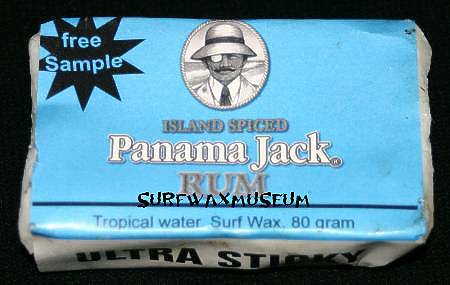 free
Sample
ISLAND SPICED
Panama Jack®
RUM
SURFWAXMUSEUM
Tropical water Surf Wax. 80 gram
ULTRA STICKY